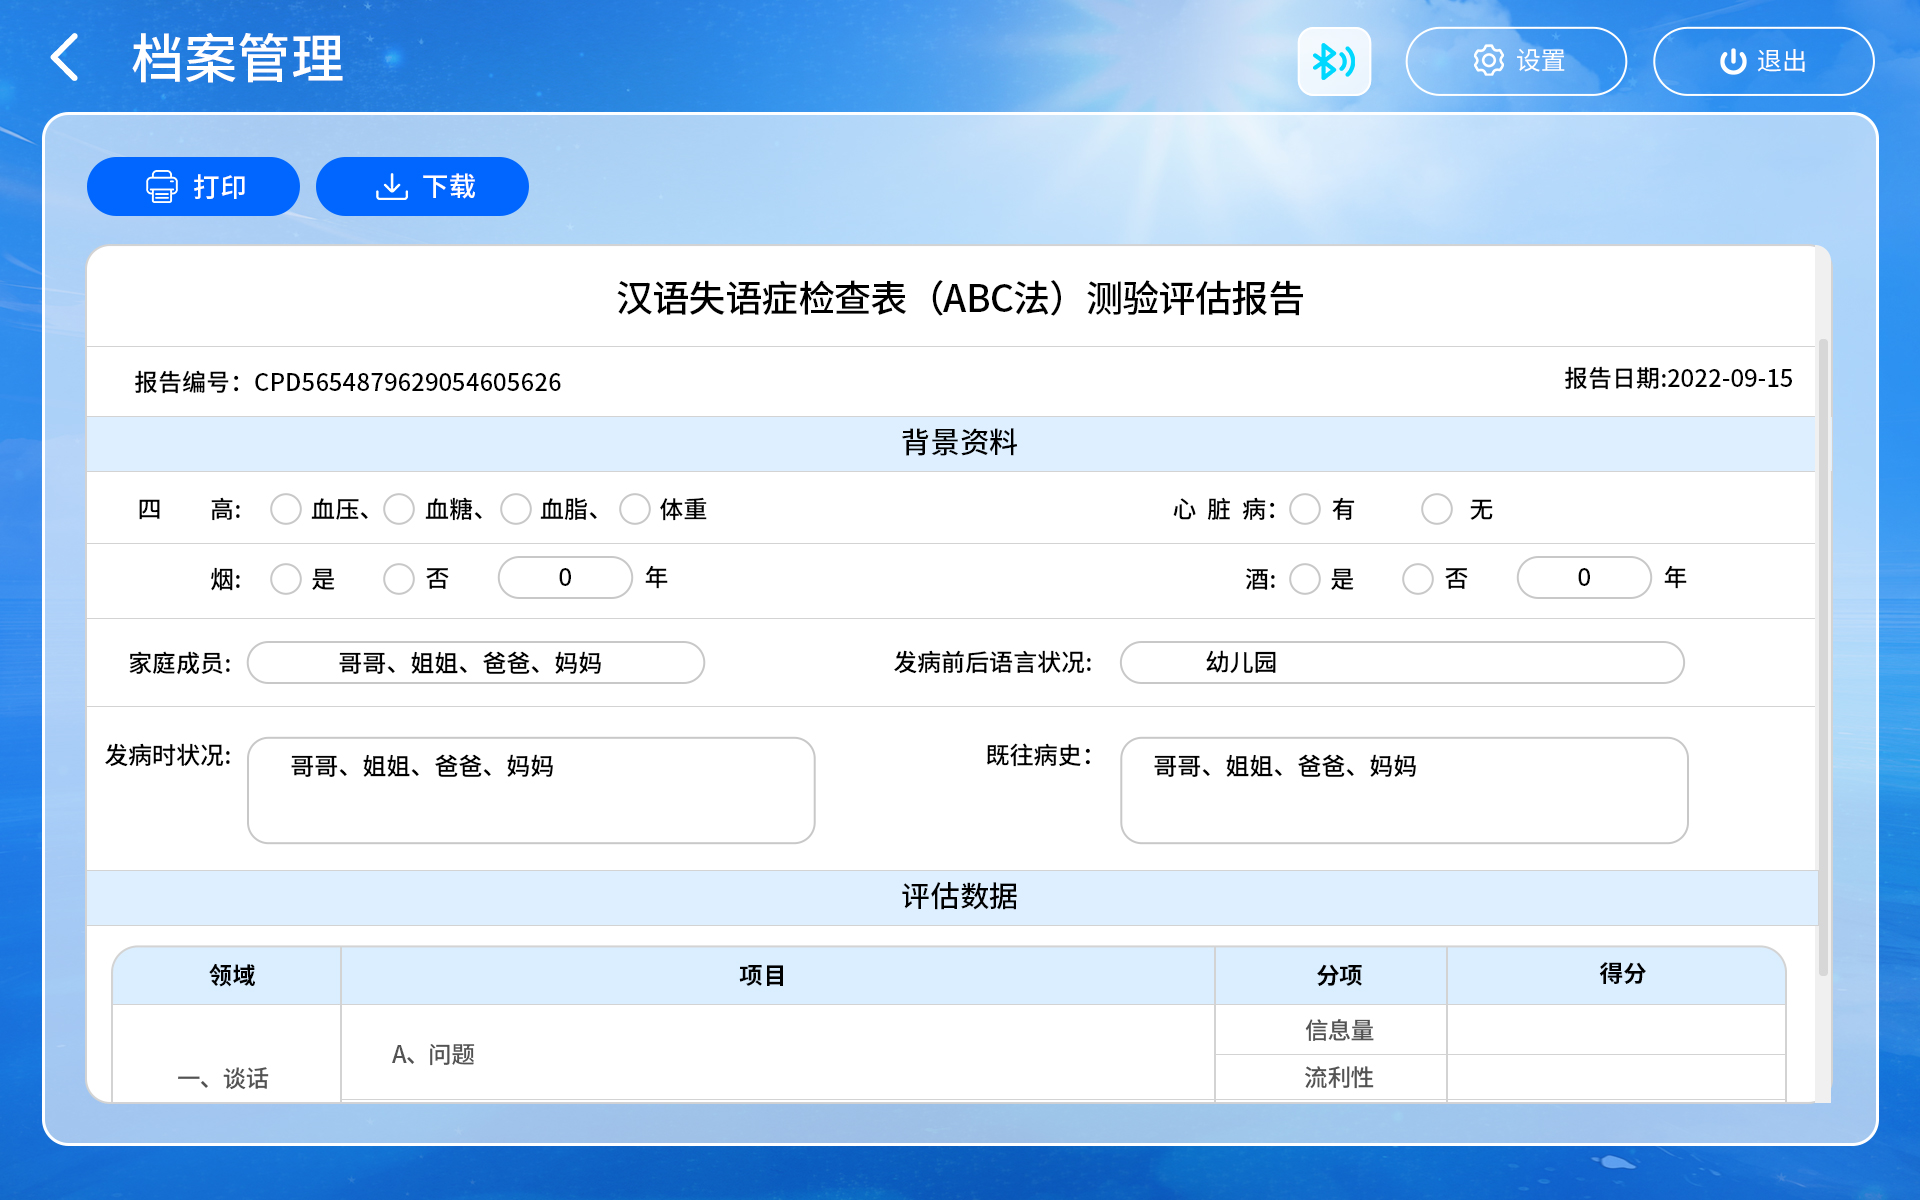 档案管理
设置
退出
打印
下载
汉语失语症检查表（ABC法）测验评估报告
报告编号：CPD5654879629054605626
报告日期:2022-09-15
背景资料
四 高: 血压、 血糖、 血脂、 体重
心 脏 病： 有 无
烟: 是 否 0 年
酒: 是 否 0 年
家庭成员: 哥哥、姐姐、爸爸、妈妈
发病前后语言状况: 幼儿园
发病时状况: 哥哥、姐姐、爸爸、妈妈
既往病史： 哥哥、姐姐、爸爸、妈妈
评估数据
领域 项目 分项 得分
信息量
A、问题
流利性
一、谈话